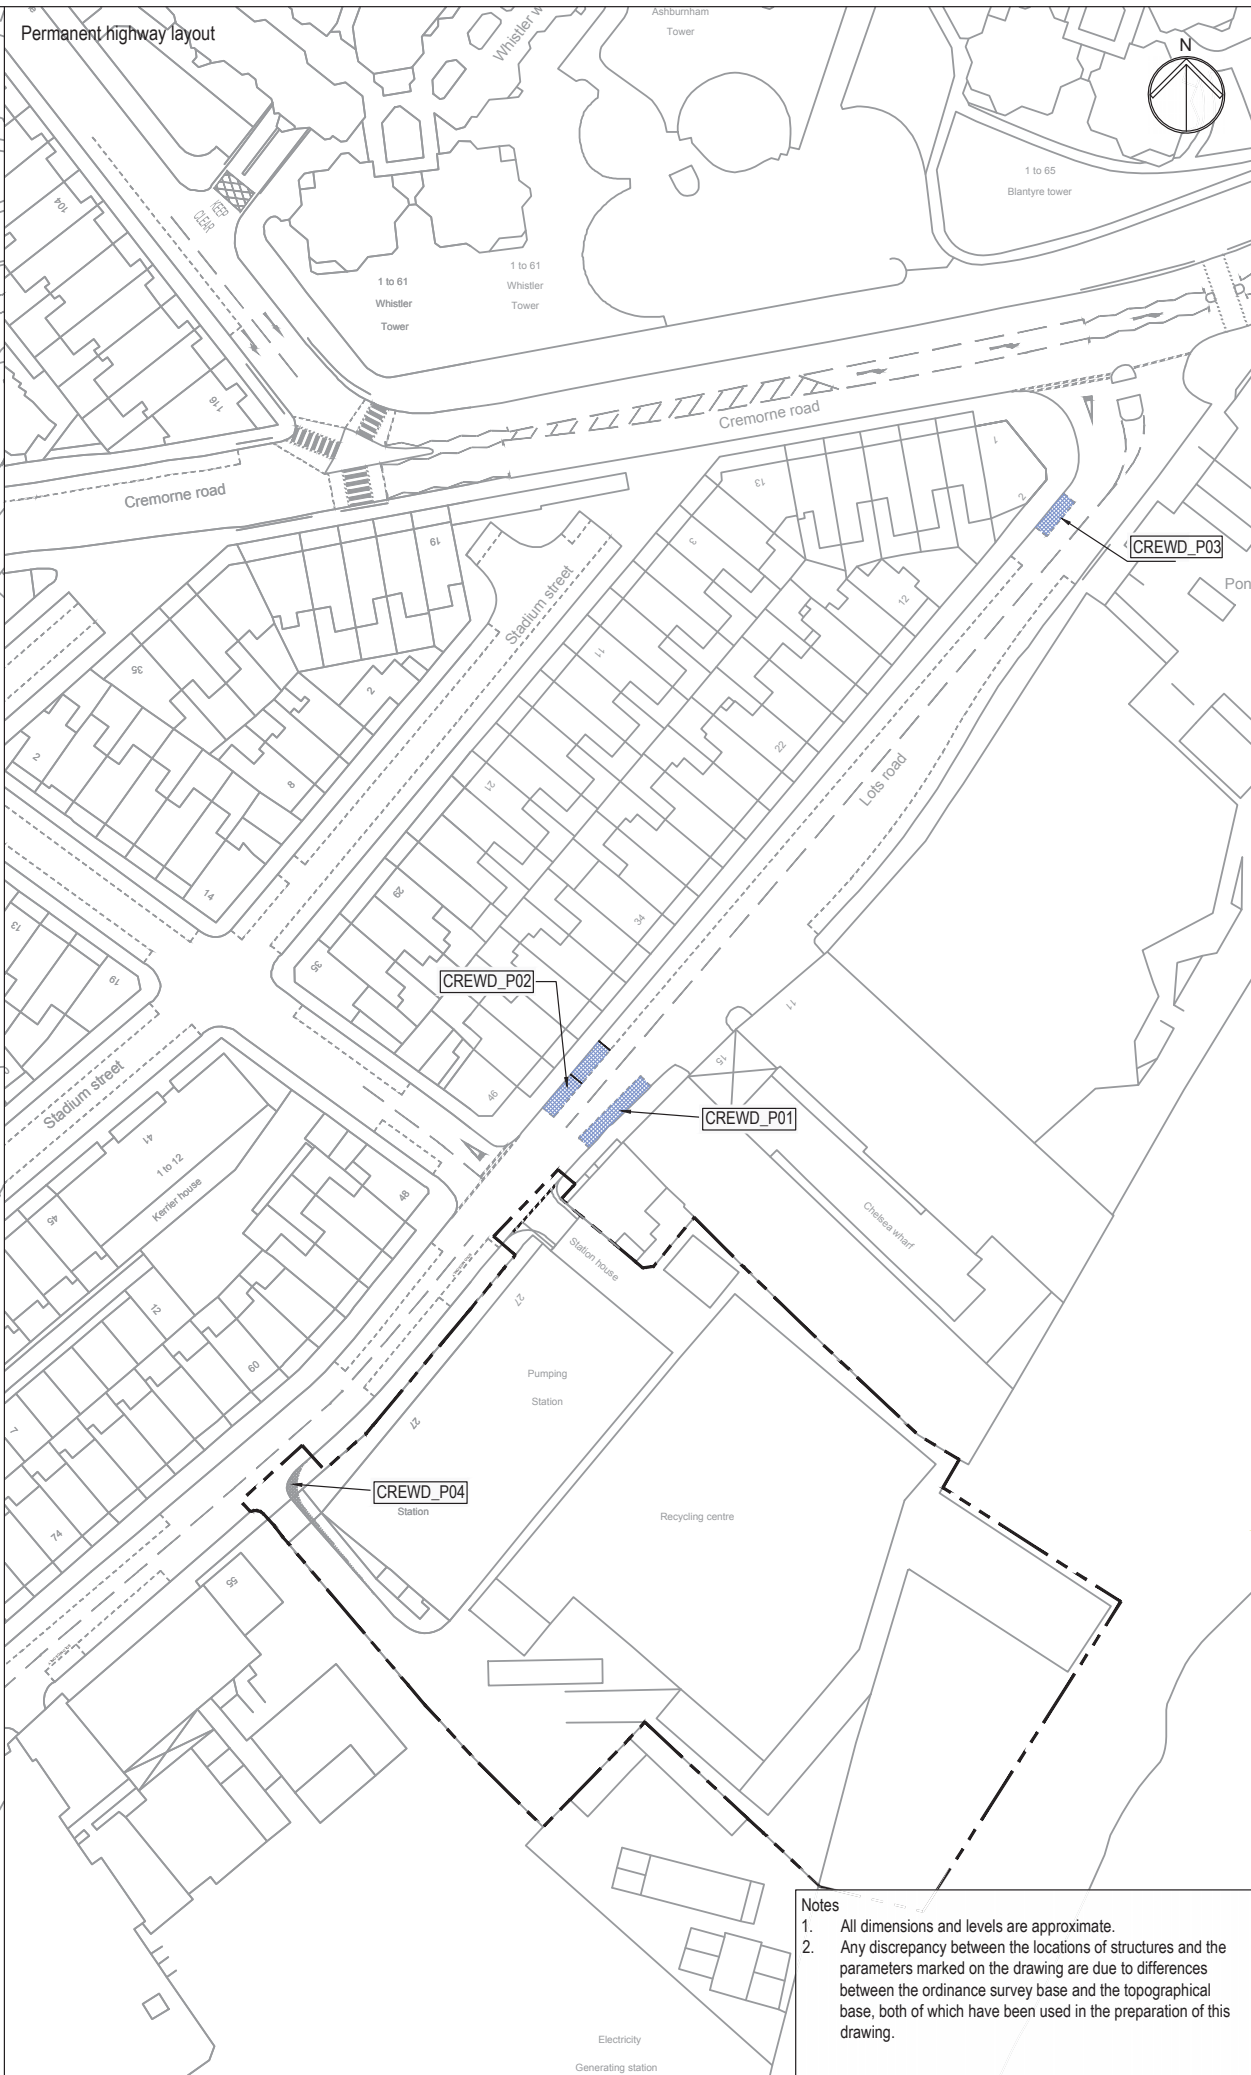 Permanent highway layout
Whistler w
Ashburnham
Tower
N
1 to 65
Blantyre tower
104
KEEP
CLEAR
1 to 61
Whistler
Tower
1 to 61
Whistler
Tower
116
Cremorne road
Cremorne road
1
13
2
CREWD_P03
Pon
19
Stadium street
3
12
35
2
11
2
8
22
21
Lots road
14
29
34
13
35
19
CREWD_P02
11
15
46
CREWD_P01
Stadium street
41
1 to 12
Kerrier house
48
45
Chelsea wharf
Station house
27
12
60
Pumping
Station
27
7
CREWD_P04
Station
Recycling centre
74
55
Notes
1. All dimensions and levels are approximate.
2. Any discrepancy between the locations of structures and the
parameters marked on the drawing are due to differences
between the ordinance survey base and the topographical
base, both of which have been used in the preparation of this
drawing.
Electricity
Generating station